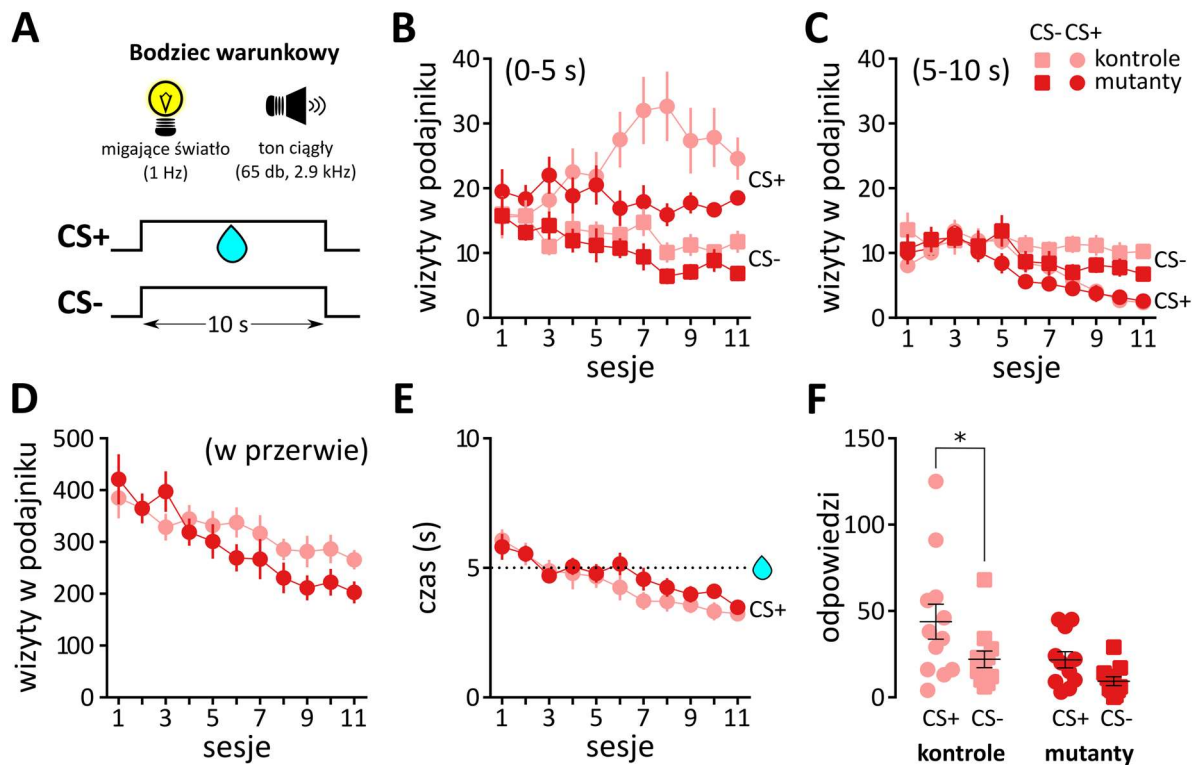 A
Bodziec warunkowy
migające światło
(1 Hz)
ton ciągły
(65 db, 2.9 kHz)
CS+
CS-
10 s
B
wizyty w podajniku
(0-5 s)
40
30
20
10
0
CS+
CS-
1 3 5 7 9 11
sesje
C
wizyty w podajniku
(5-10 s)
CS- CS+
kontrole
mutanty
40
30
20
10
0
CS-
CS+
1 3 5 7 9 11
sesje
D
wizyty w podajniku
(w przerwie)
500
400
300
200
100
0
1 3 5 7 9 11
sesje
E
czas (s)
10
5
0
CS+
1 3 5 7 9 11
sesje
F
odpowiedzi
150
100
50
0
*
CS+ CS- CS+ CS-
kontrole mutanty